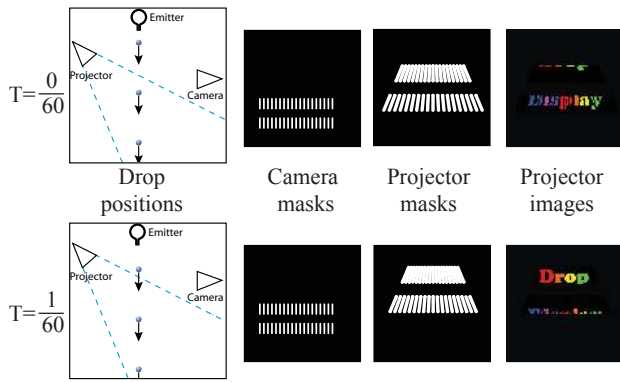 Emitter
Projector
Camera
T=0/60
Display
Drop positions
Camera masks
Projector masks
Projector images
Emitter
Projector
Camera
T=1/60
Drop